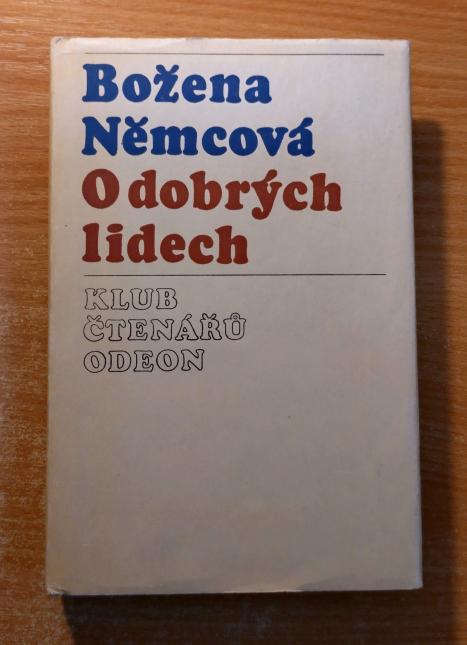 Božena
Němcová
O dobrých
lidech
KLUB
ČTENÁŘŮ
ODEON